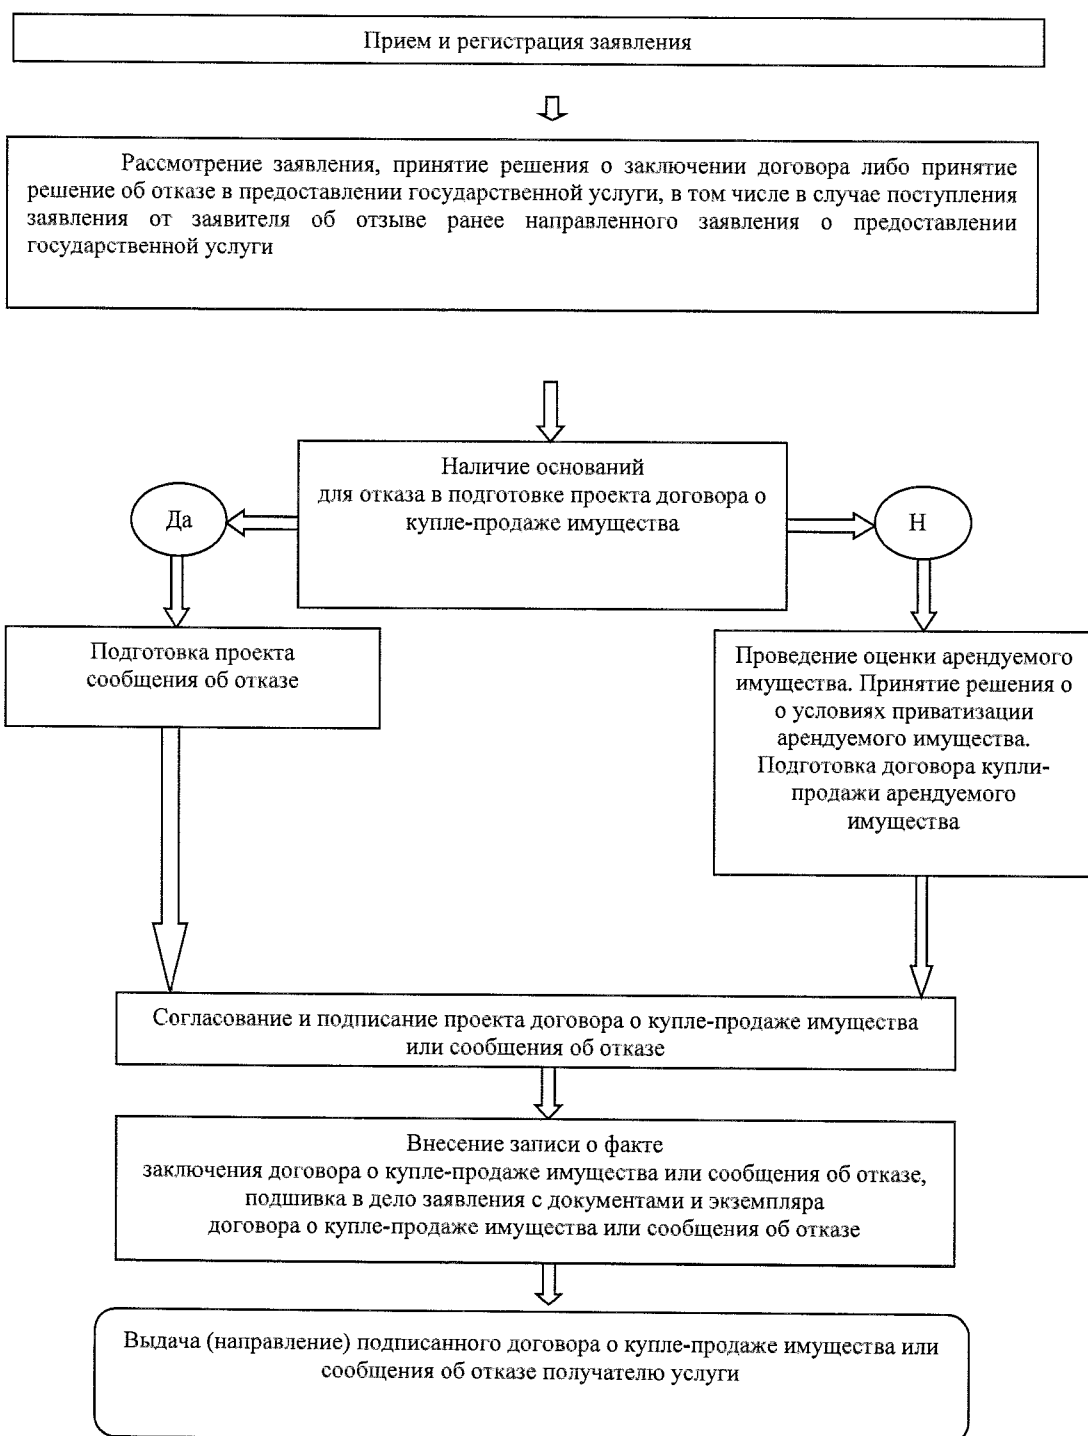 Прием и регистрация заявления
Рассмотрение заявления, принятие решения о заключении договора либо принятие
решение об отказе в предоставлении государственной услуги, в том числе в случае поступления
заявления от заявителя об отзыве ранее направленного заявления о предоставлении
государственной услуги
Наличие оснований
для отказа в подготовке проекта договора о
купле-продаже имущества
Да
Н
Подготовка проекта
сообщения об отказе
Проведение оценки арендуемого
имущества. Принятие решения о
о условиях приватизации
арендуемого имущества.
Подготовка договора купли-
продажи арендуемого
имущества
Согласование и подписание проекта договора о купле-продаже имущества
или сообщения об отказе
Внесение записи о факте
заключения договора о купле-продаже имущества или сообщения об отказе,
подшивка в дело заявления с документами и экземпляра
договора о купле-продаже имущества или сообщения об отказе
Выдача (направление) подписанного договора о купле-продаже имущества или
сообщения об отказе получателю услуги